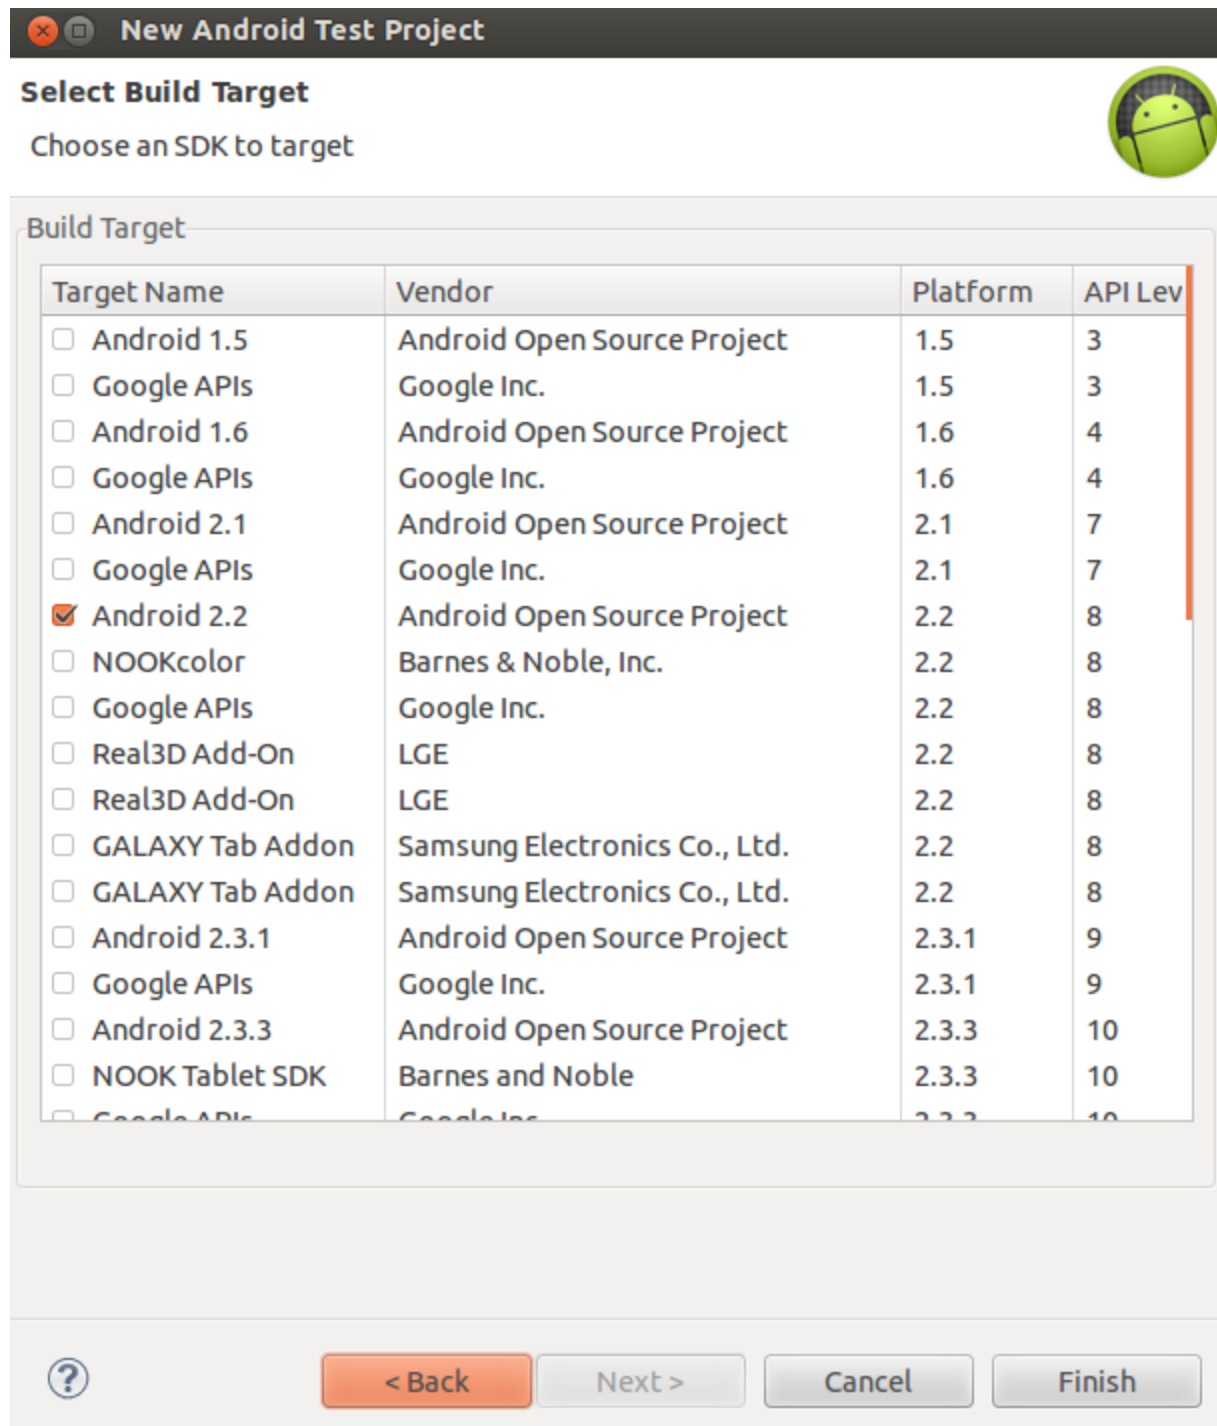 New Android Test Project
Select Build Target
Choose an SDK to target
Build Target
Target Name Vendor Platform API Lev
Android 1.5 Android Open Source Project 1.5 3
Google APIs Google Inc. 1.5 3
Android 1.6 Android Open Source Project 1.6 4
Google APIs Google Inc. 1.6 4
Android 2.1 Android Open Source Project 2.1 7
Google APIs Google Inc. 2.1 7
Android 2.2 Android Open Source Project 2.2 8
NOOKcolor Barnes & Noble, Inc. 2.2 8
Google APIs Google Inc. 2.2 8
Real3D Add-On LGE 2.2 8
Real3D Add-On LGE 2.2 8
GALAXY Tab Addon Samsung Electronics Co., Ltd. 2.2 8
GALAXY Tab Addon Samsung Electronics Co., Ltd. 2.2 8
Android 2.3.1 Android Open Source Project 2.3.1 9
Google APIs Google Inc. 2.3.1 9
Android 2.3.3 Android Open Source Project 2.3.3 10
NOOK Tablet SDK Barnes and Noble 2.3.3 10
Google APIs Google Inc. 2.3.3 10
? < Back Next > Cancel Finish